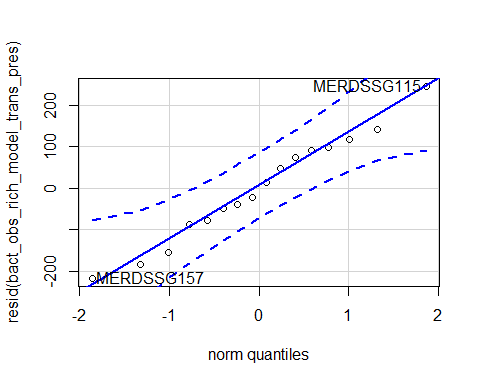 resid(bact_obs_rich_model_trans_pres)
200
100
0
-200
MERDSSG115
MERDSSG157
-2
-1
0
1
2
norm quantiles